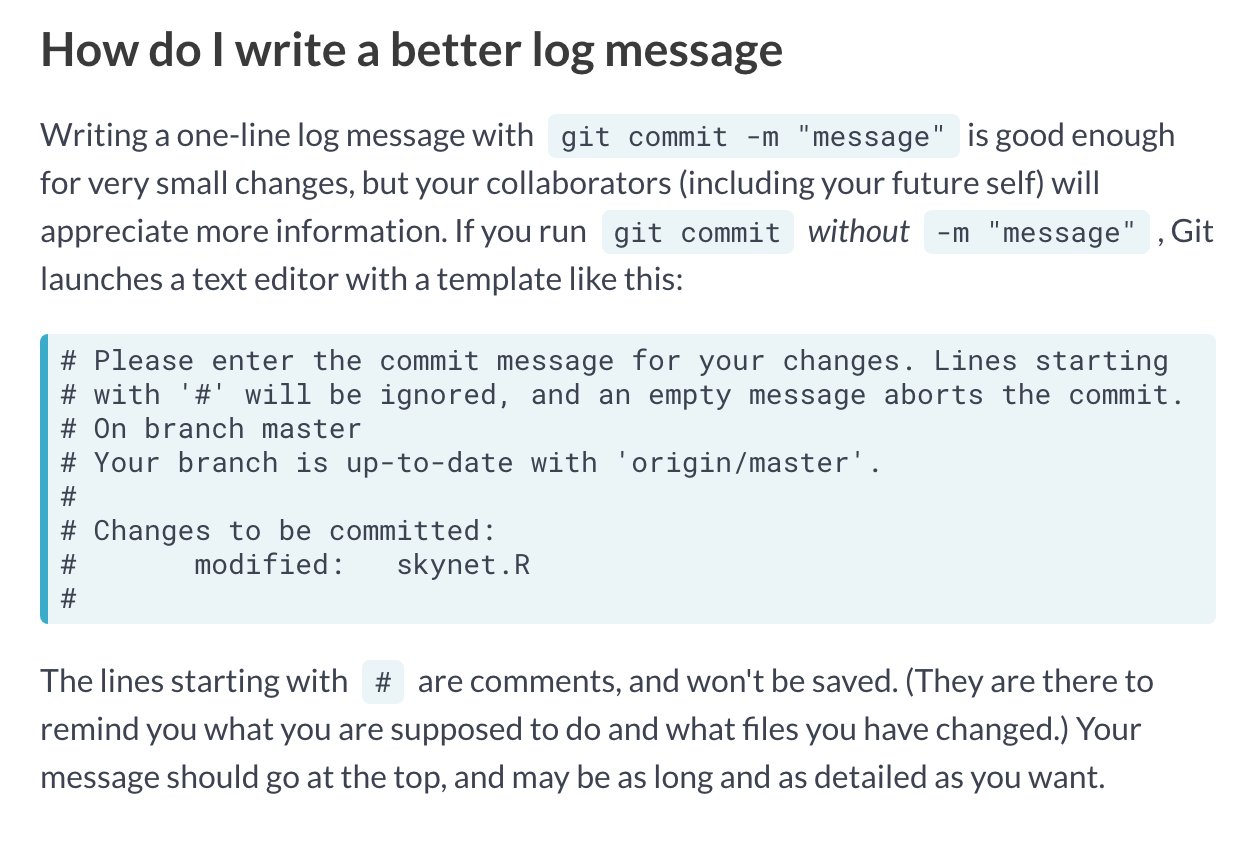 How do I write a better log message
Writing a one-line log message with git commit -m "message" is good enough
for very small changes, but your collaborators (including your future self) will
appreciate more information. If you run git commit without -m "message" , Git
launches a text editor with a template like this:
# Please enter the commit message for your changes. Lines starting
# with '#' will be ignored, and an empty message aborts the commit.
# On branch master
# Your branch is up-to-date with 'origin/master'.
#
# Changes to be committed:
#       modified:   skynet.R
#
The lines starting with # are comments, and won't be saved. (They are there to
remind you what you are supposed to do and what files you have changed.) Your
message should go at the top, and may be as long and as detailed as you want.